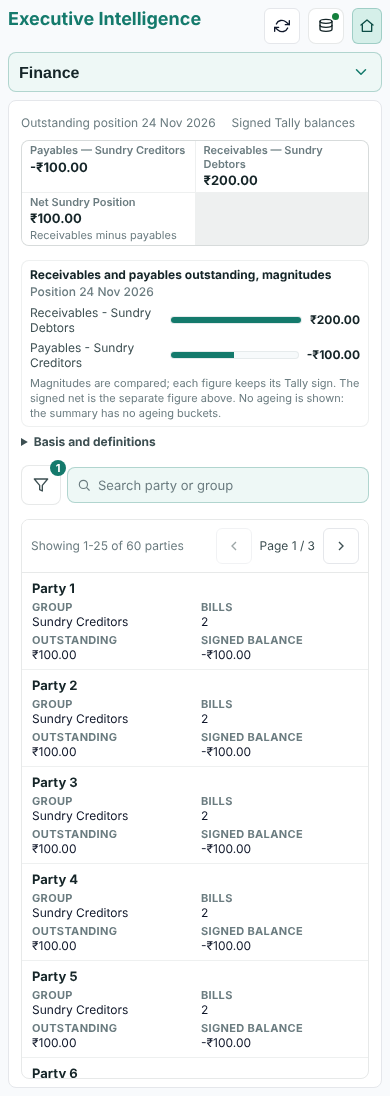 Executive Intelligence
Finance
Outstanding position 24 Nov 2026 Signed Tally balances
Payables — Sundry Creditors
-₹100.00
Receivables — Sundry Debtors
₹200.00
Net Sundry Position
₹100.00
Receivables minus payables
Receivables and payables outstanding, magnitudes
Position 24 Nov 2026
Receivables - Sundry Debtors
₹200.00
Payables - Sundry Creditors
-₹100.00
Magnitudes are compared; each figure keeps its Tally sign. The
signed net is the separate figure above. No ageing is shown:
the summary has no ageing buckets.
Basis and definitions
1
Search party or group
Showing 1-25 of 60 parties
Page 1 / 3
Party 1
GROUP BILLS
Sundry Creditors 2
OUTSTANDING SIGNED BALANCE
₹100.00 -₹100.00
Party 2
GROUP BILLS
Sundry Creditors 2
OUTSTANDING SIGNED BALANCE
₹100.00 -₹100.00
Party 3
GROUP BILLS
Sundry Creditors 2
OUTSTANDING SIGNED BALANCE
₹100.00 -₹100.00
Party 4
GROUP BILLS
Sundry Creditors 2
OUTSTANDING SIGNED BALANCE
₹100.00 -₹100.00
Party 5
GROUP BILLS
Sundry Creditors 2
OUTSTANDING SIGNED BALANCE
₹100.00 -₹100.00
Party 6